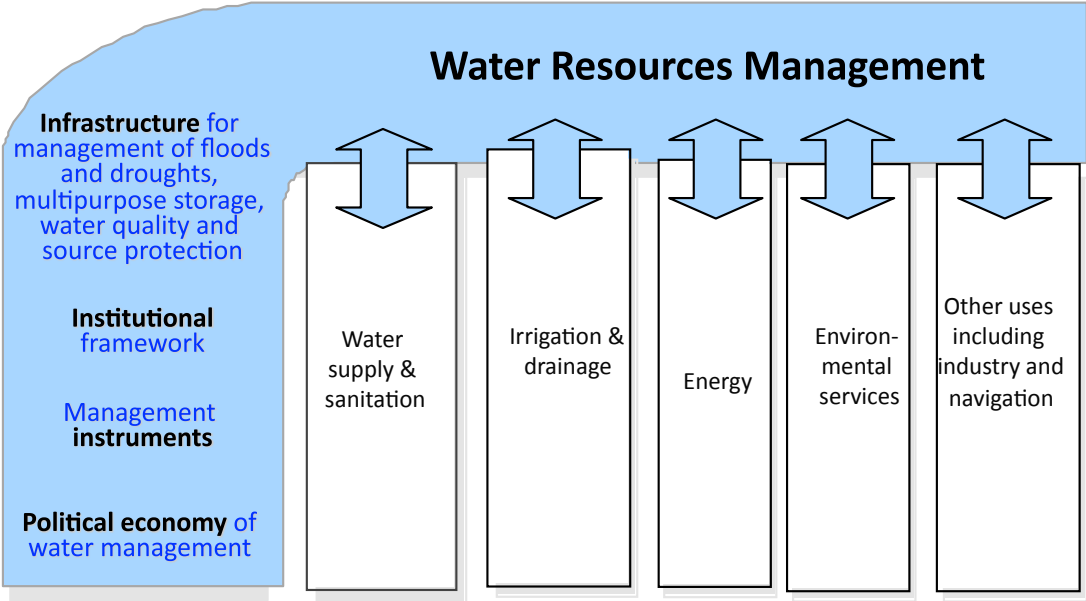 Water Resources Management
Infrastructure for
management of floods
and droughts,
multipurpose storage,
water quality and
source protection
Institutional
framework
Management
instruments
Political economy of
water management
Water
supply &
sanitation
Irrigation &
drainage
Energy
Environ-
mental
services
Other uses
including
industry and
navigation